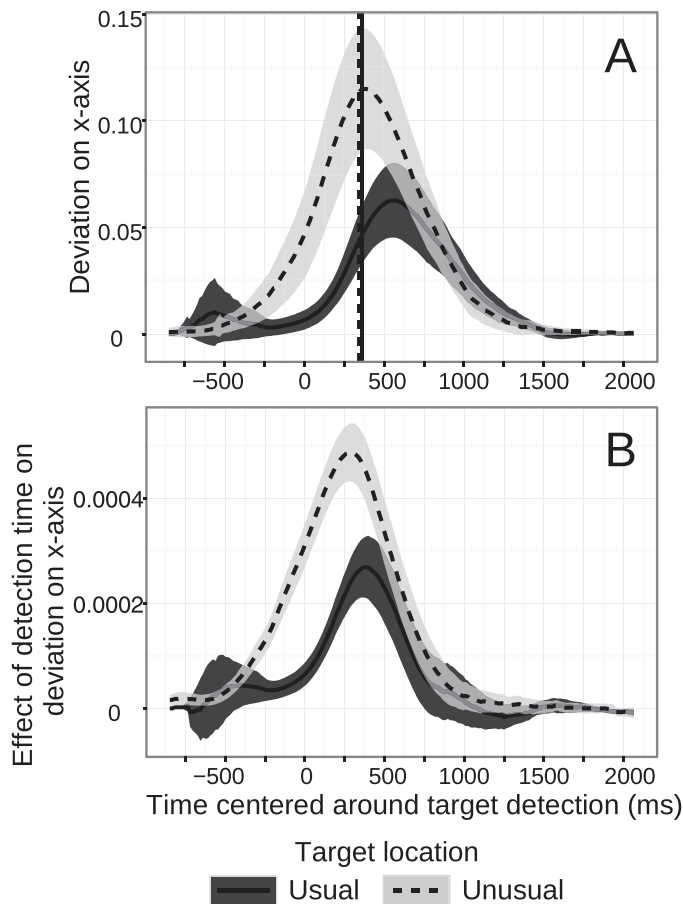 A
Deviation on x-axis
0.15
0.10
0.05
0
−500 0 500 1000 1500 2000
B
Effect of detection time on
deviation on x-axis
0.0004
0.0002
0
−500 0 500 1000 1500 2000
Time centered around target detection (ms)
Target location
Usual Unusual